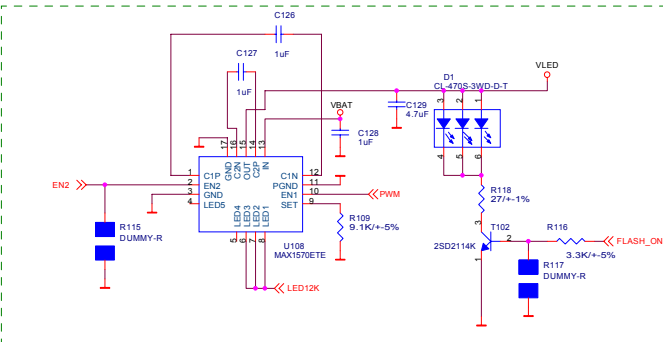 C126
1uF
C127
1uF
VLED
D1
CL-470S-3WD-D-T
3 2 1
VBAT
C129
4.7uF
C128
1uF
4 5 6
17 16 15 14 13
GND C2N OUT C2P IN
1 C1P C1N 12
2 EN2 PGND 11
3 GND EN1 10
4 LED5 SET 9
LED4 LED3 LED2 LED1
5 6 7 8
EN2
PWM
R115
DUMMY-R
R109
9.1K/+-5%
U108
MAX1570ETE
LED12K
R118
27/+-1%
3
T102
2
1
2SD2114K
R116
3.3K/+-5%
FLASH_ON
R117
DUMMY-R